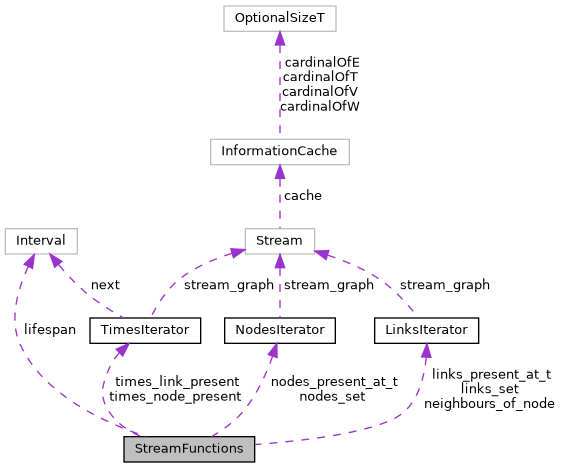 OptionalSizeT
cardinalOfE
cardinalOfT
cardinalOfV
cardinalOfW
InformationCache
cache
Interval
Stream
next
stream_graph
stream_graph
stream_graph
lifespan
TimesIterator
NodesIterator
LinksIterator
times_link_present
times_node_present
nodes_present_at_t
nodes_set
links_present_at_t
links_set
neighbours_of_node
StreamFunctions